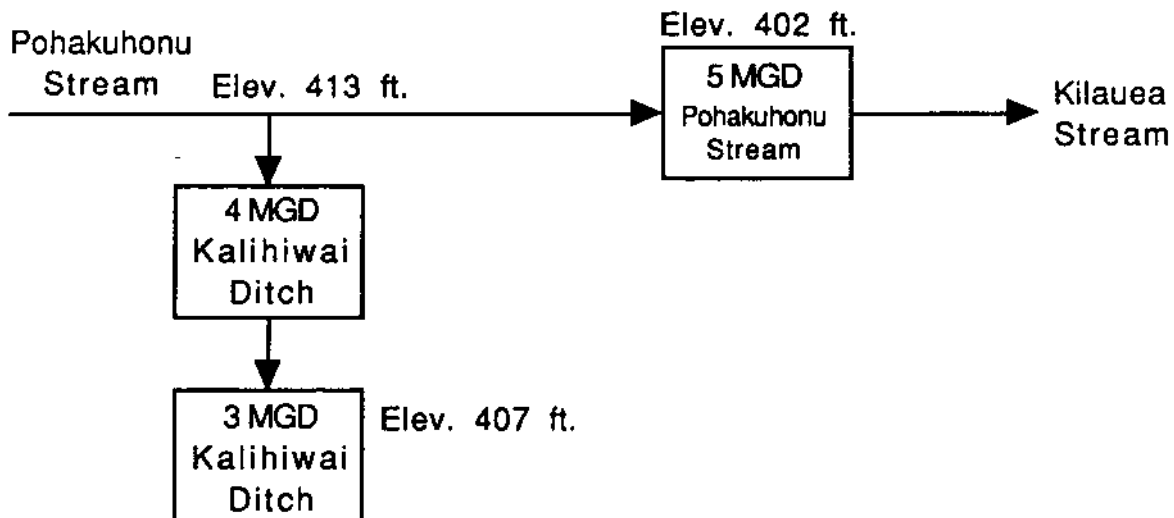 Pohakuhonu
Stream
Elev. 413 ft.
Elev. 402 ft.
5 MGD
Pohakuhonu
Stream
Kilauea
Stream
4 MGD
Kalihiwai
Ditch
3 MGD
Kalihiwai
Ditch
Elev. 407 ft.